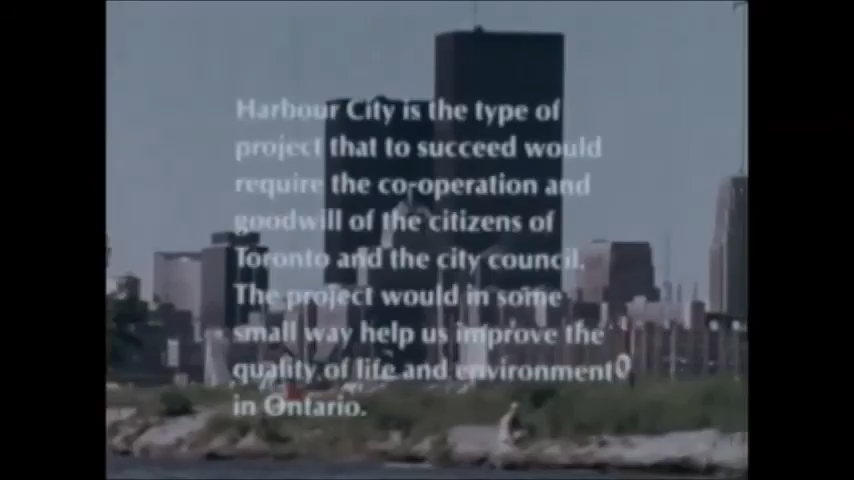 Harbour City is the type of
project that to succeed would
require the co-operation and
goodwill of the citizens of
Toronto and the city council.
The project would in some
small way help us improve the
quality of life and environment
in Ontario.